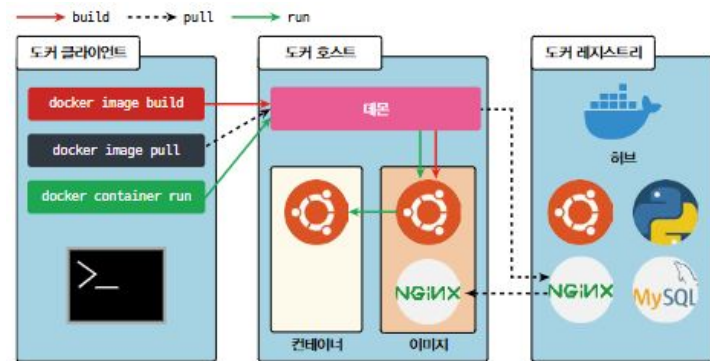 build
pull
run
도커 클라이언트
도커 호스트
도커 레지스트리
docker image build
docker image pull
docker container run
데몬
허브
NGiNX
NGiNX
MySQL
컨테이너
이미지
>_